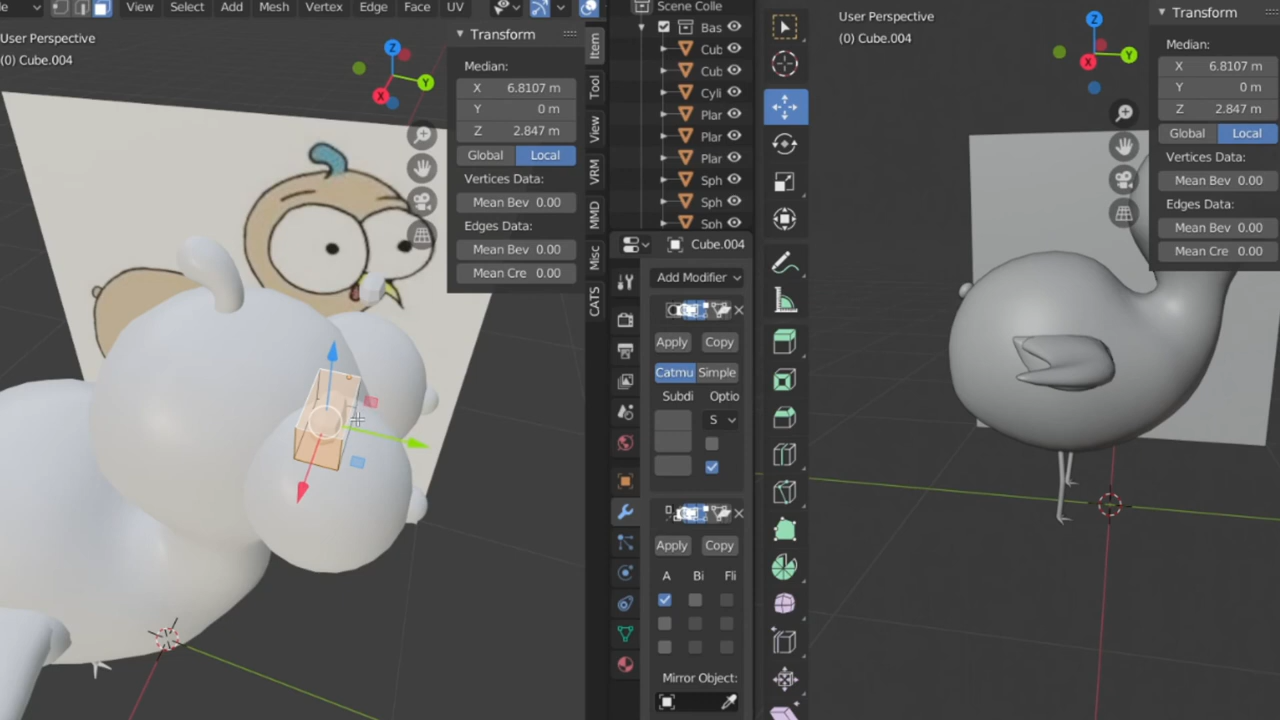 View Select Add Mesh Vertex Edge Face UV
User Perspective
(0) Cube.004
Z
Y
X
Transform
Median:
X 6.8107 m
Y 0 m
Z 2.847 m
Global Local
Vertices Data:
Mean Bev 0.00
Edges Data:
Mean Bev 0.00
Mean Cre 0.00
Item
Tool
View
VRM
MMD
Misc
CATS
Scene Colle
Bas
Cub
Cub
Cyli
Plar
Plar
Plar
Sph
Sph
Sph
Cube.004
Add Modifier
Apply Copy
Catmu Simple
Subdi Optio
S
Apply Copy
A Bi Fli
Mirror Object:
User Perspective
(0) Cube.004
Z
Y
X
Transform
Median:
X 6.8107 m
Y 0 m
Z 2.847 m
Global Local
Vertices Data:
Mean Bev 0.00
Edges Data:
Mean Bev 0.00
Mean Cre 0.00